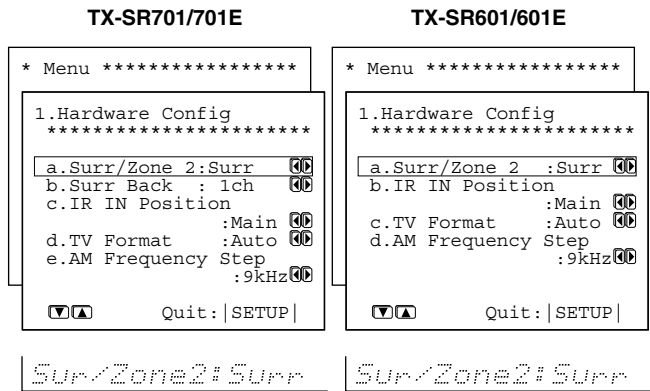 TX-SR701/701E
* Menu *****************
1.Hardware Config
***********************
a.Surr/Zone 2:Surr
b.Surr Back : 1ch
c.IR IN Position
:Main
d.TV Format :Auto
e.AM Frequency Step
:9kHz
Quit:|SETUP|
Sur/Zone2:Surr
TX-SR601/601E
* Menu *****************
1.Hardware Config
***********************
a.Surr/Zone 2 :Surr
b.IR IN Position
:Main
c.TV Format :Auto
d.AM Frequency Step
:9kHz
Quit:|SETUP|
Sur/Zone2:Surr